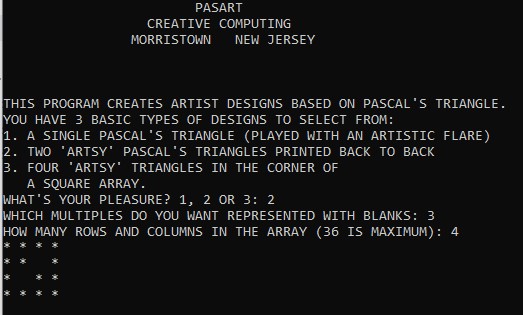 PASART
CREATIVE COMPUTING
MORRISTOWN   NEW JERSEY
THIS PROGRAM CREATES ARTIST DESIGNS BASED ON PASCAL'S TRIANGLE.
YOU HAVE 3 BASIC TYPES OF DESIGNS TO SELECT FROM:
1. A SINGLE PASCAL'S TRIANGLE (PLAYED WITH AN ARTISTIC FLARE)
2. TWO 'ARTSY' PASCAL'S TRIANGLES PRINTED BACK TO BACK
3. FOUR 'ARTSY' TRIANGLES IN THE CORNER OF
   A SQUARE ARRAY.
WHAT'S YOUR PLEASURE? 1, 2 OR 3: 2
WHICH MULTIPLES DO YOU WANT REPRESENTED WITH BLANKS: 3
HOW MANY ROWS AND COLUMNS IN THE ARRAY (36 IS MAXIMUM): 4
* * * *
* *   *
*   * *
* * * *